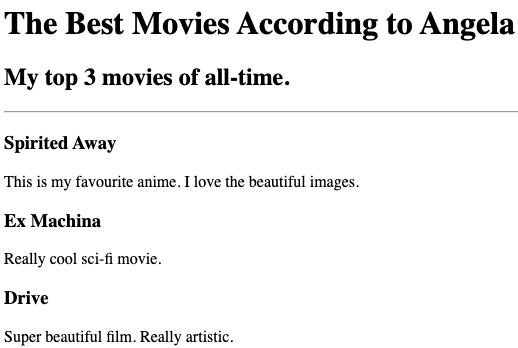 The Best Movies According to Angela
My top 3 movies of all-time.
Spirited Away
This is my favourite anime. I love the beautiful images.
Ex Machina
Really cool sci-fi movie.
Drive
Super beautiful film. Really artistic.